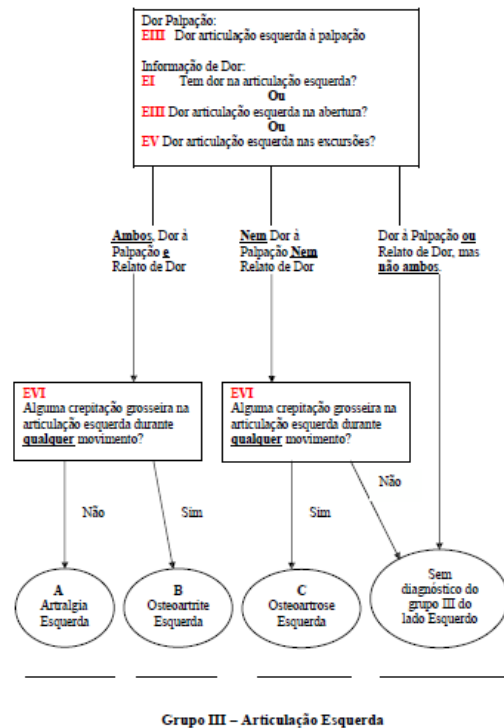 Dor Palpação:
EIII Dor articulação esquerda à palpação
Informação de Dor:
EI Tem dor na articulação esquerda?
Ou
EIII Dor articulação esquerda na abertura?
Ou
EV Dor articulação esquerda nas excursões?
Ambos, Dor à
Palpação e
Relato de Dor
Nem Dor à
Palpação Nem
Relato de Dor
Dor à Palpação ou
Relato de Dor, mas
não ambos.
EVI
Alguma crepitação grosseira na
articulação esquerda durante
qualquer movimento?
EVI
Alguma crepitação grosseira na
articulação esquerda durante
qualquer movimento?
Não
Sim
Sim
Não
A
Artralgia
Esquerda
B
Osteoartrite
Esquerda
C
Osteoartrose
Esquerda
Sem
diagnóstico do
grupo III do
lado Esquerdo
Grupo III – Articulação Esquerda